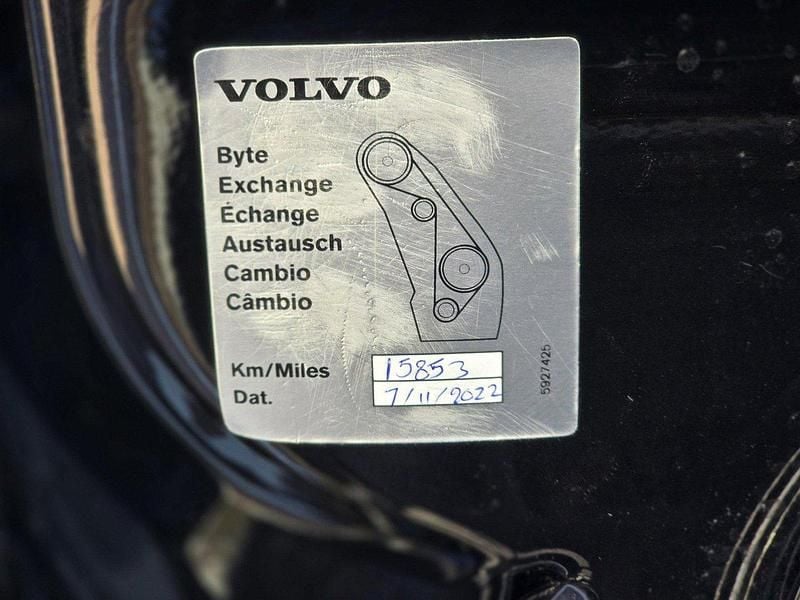 VOLVO
Byte
Exchange
Échange
Austausch
Cambio
Câmbio
Km/Miles 15853
Dat. 7/11/2022
5927425